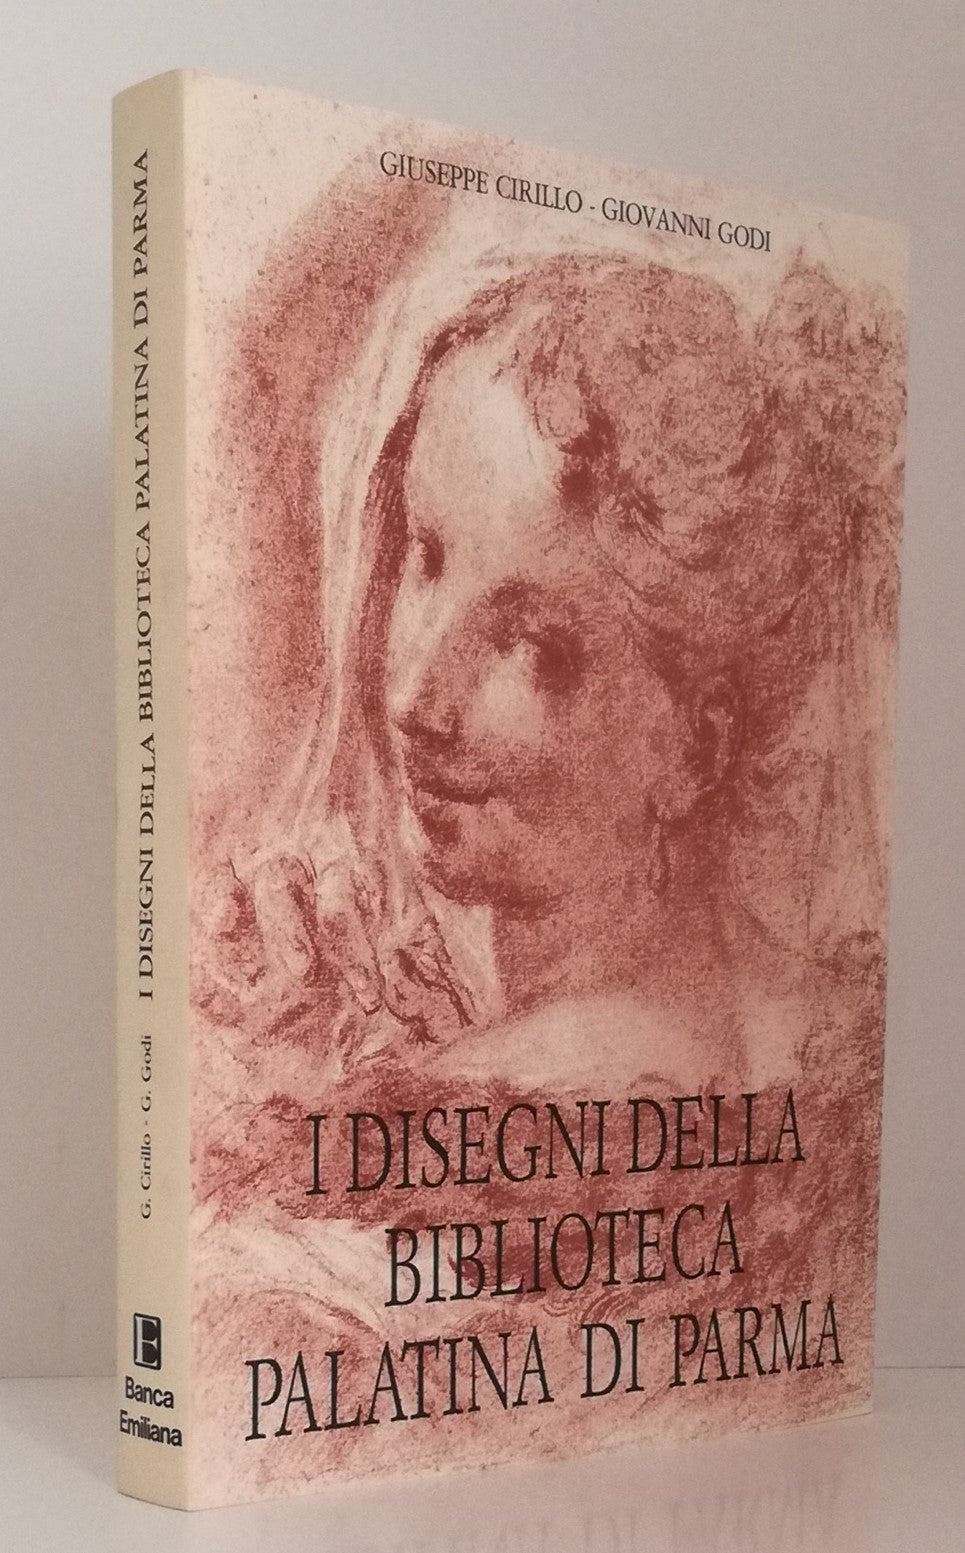 GIUSEPPE CIRILLO - GIOVANNI GODI
I DISEGNI DELLA
BIBLIOTECA
PALATINA DI PARMA
G. Cirillo - G. Godi I DISEGNI DELLA BIBLIOTECA PALATINA DI PARMA
E
Banca
Emiliana